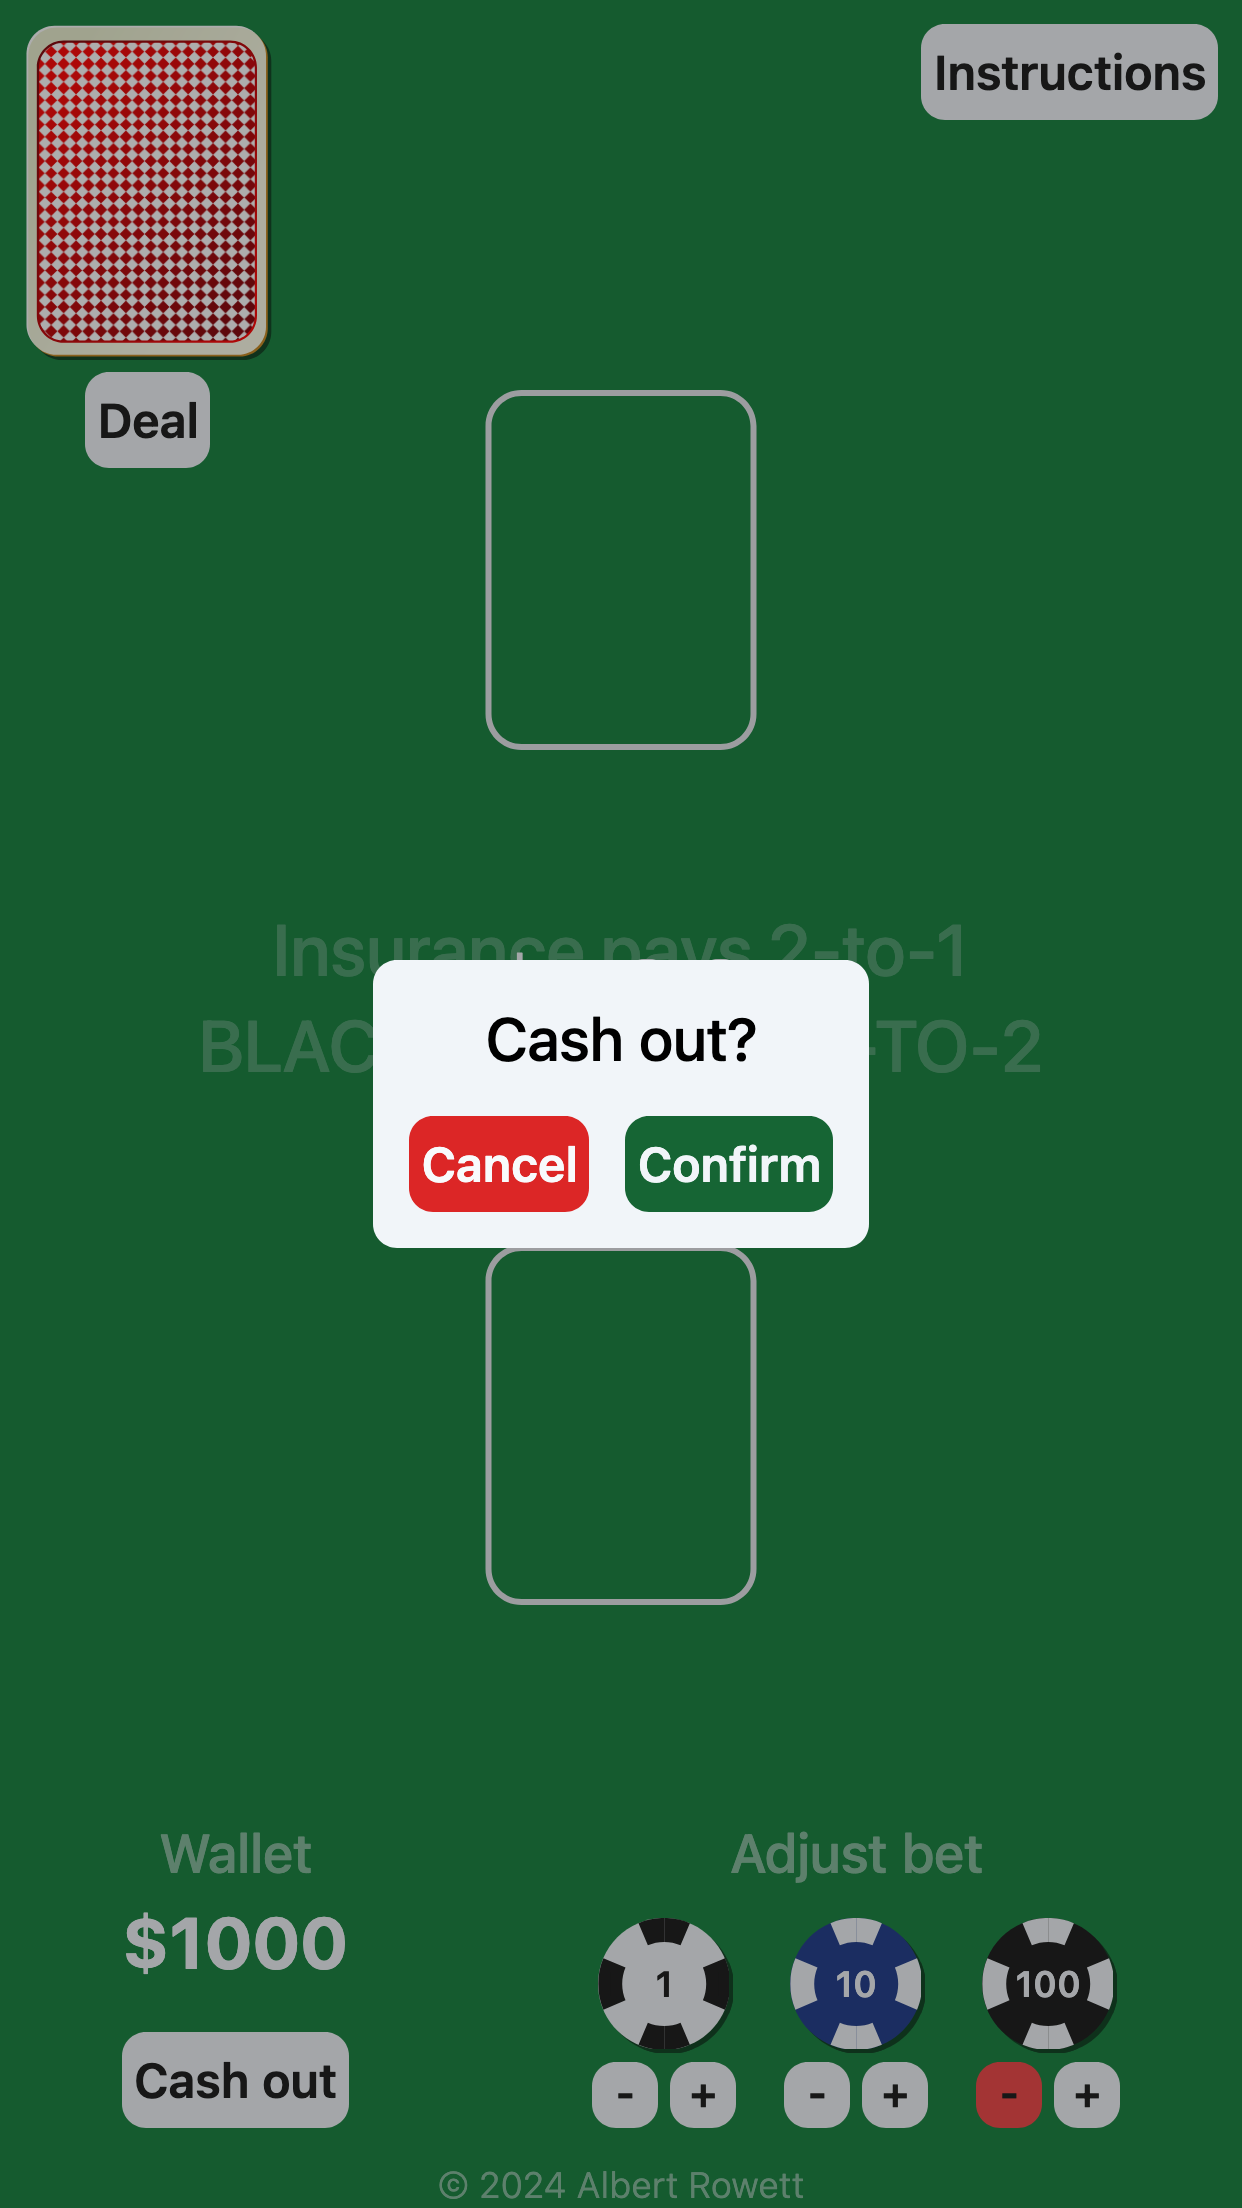 Instructions
Deal
Insurance pays 2-to-1
BLAC -TO-2
Cash out?
Cancel Confirm
Wallet Adjust bet
$1000
1 10 100
Cash out - + - + - +
© 2024 Albert Rowett